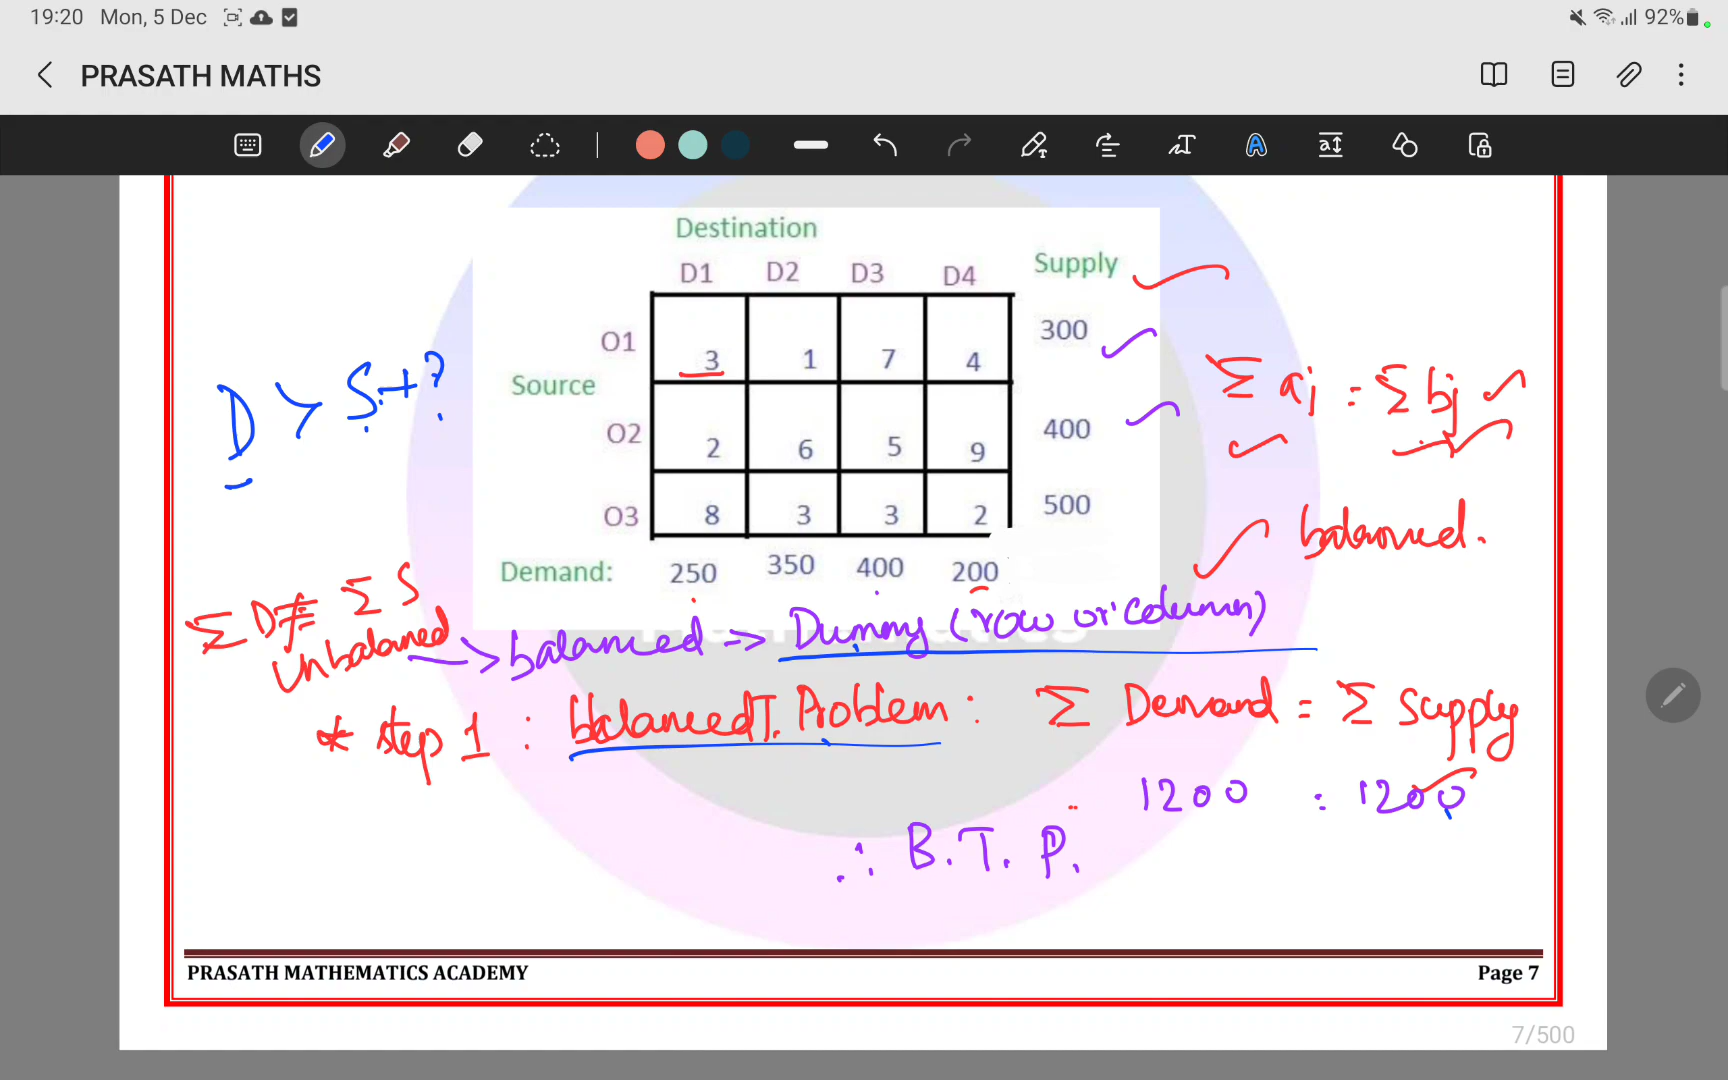 19:20 Mon, 5 Dec
92%
PRASATH MATHS
Destination
D1 D2 D3 D4 Supply
O1 3 1 7 4 300
Source
O2 2 6 5 9 400
O3 8 3 3 2 500
Demand: 250 350 400 200
D > S + ?
Σ aj = Σ bj
balanced.
Σ D ≠ Σ S
Unbalanced
balanced => Dummy (row or column)
* step 1 : balanced T. Problem : Σ Demand = Σ Supply
1200 : 1200
∴ B.T.P.
PRASATH MATHEMATICS ACADEMY Page 7
7/500